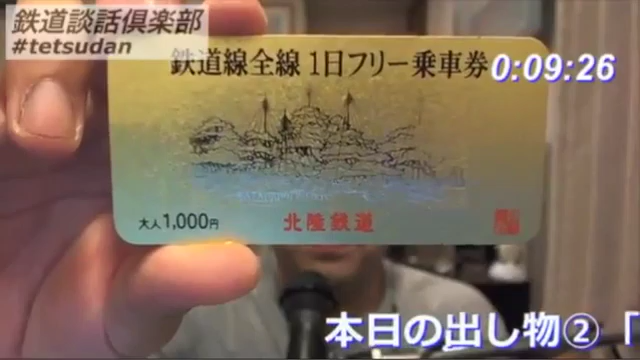 鉄道談話倶楽部
#tetsudan
鉄道線全線 1日フリー乗車券
0:09:26
大人1,000円
北陸鉄道
本日の出し物②「